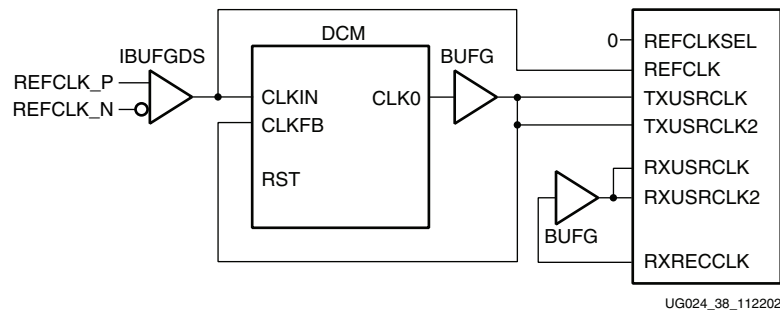 IBUFGDS
REFCLK_P
REFCLK_N
DCM
CLKIN
CLK0
CLKFB
RST
BUFG
0
REFCLKSEL
REFCLK
TXUSRCLK
TXUSRCLK2
RXUSRCLK
RXUSRCLK2
BUFG
RXRECCLK
UG024_38_112202